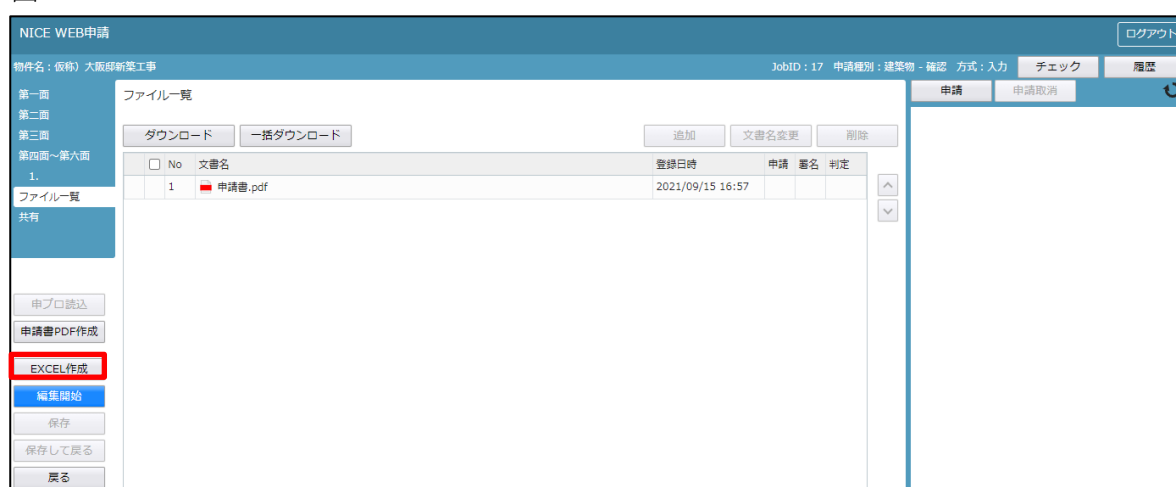 NICE WEB申請
ログアウト
物件名：仮称）大阪邸新築工事
JobID：17 申請種別：建築物 - 確認 方式：入力
チェック
履歴
第一面
第二面
第三面
第四面～第六面
1.
ファイル一覧
共有
ファイル一覧
申請
申請取消
ダウンロード
一括ダウンロード
追加
文書名変更
削除
No 文書名 登録日時 申請 署名 判定
1 申請書.pdf 2021/09/15 16:57
申プロ読込
申請書PDF作成
EXCEL作成
編集開始
保存
保存して戻る
戻る